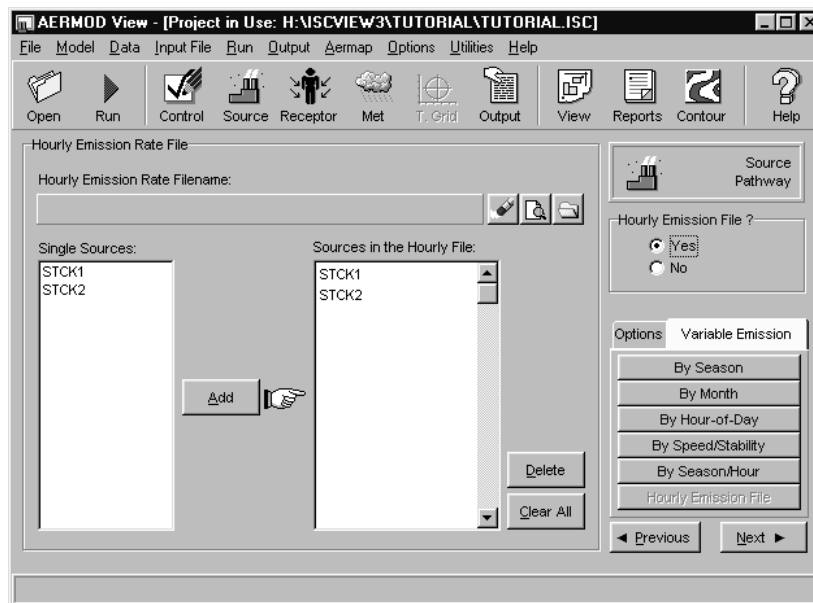 AERMOD View - [Project in Use: H:\ISCVIEW3\TUTORIAL\TUTORIAL.ISC]
File Model Data Input File Run Output Aermap Options Utilities Help
Open Run Control Source Receptor Met T. Grid Output View Reports Contour Help
Hourly Emission Rate File
Hourly Emission Rate Filename:
Single Sources:
STCK1
STCK2
Add
Sources in the Hourly File:
STCK1
STCK2
Delete
Clear All
Source
Pathway
Hourly Emission File ?
Yes
No
Options Variable Emission
By Season
By Month
By Hour-of-Day
By Speed/Stability
By Season/Hour
Hourly Emission File
◄ Previous Next ►